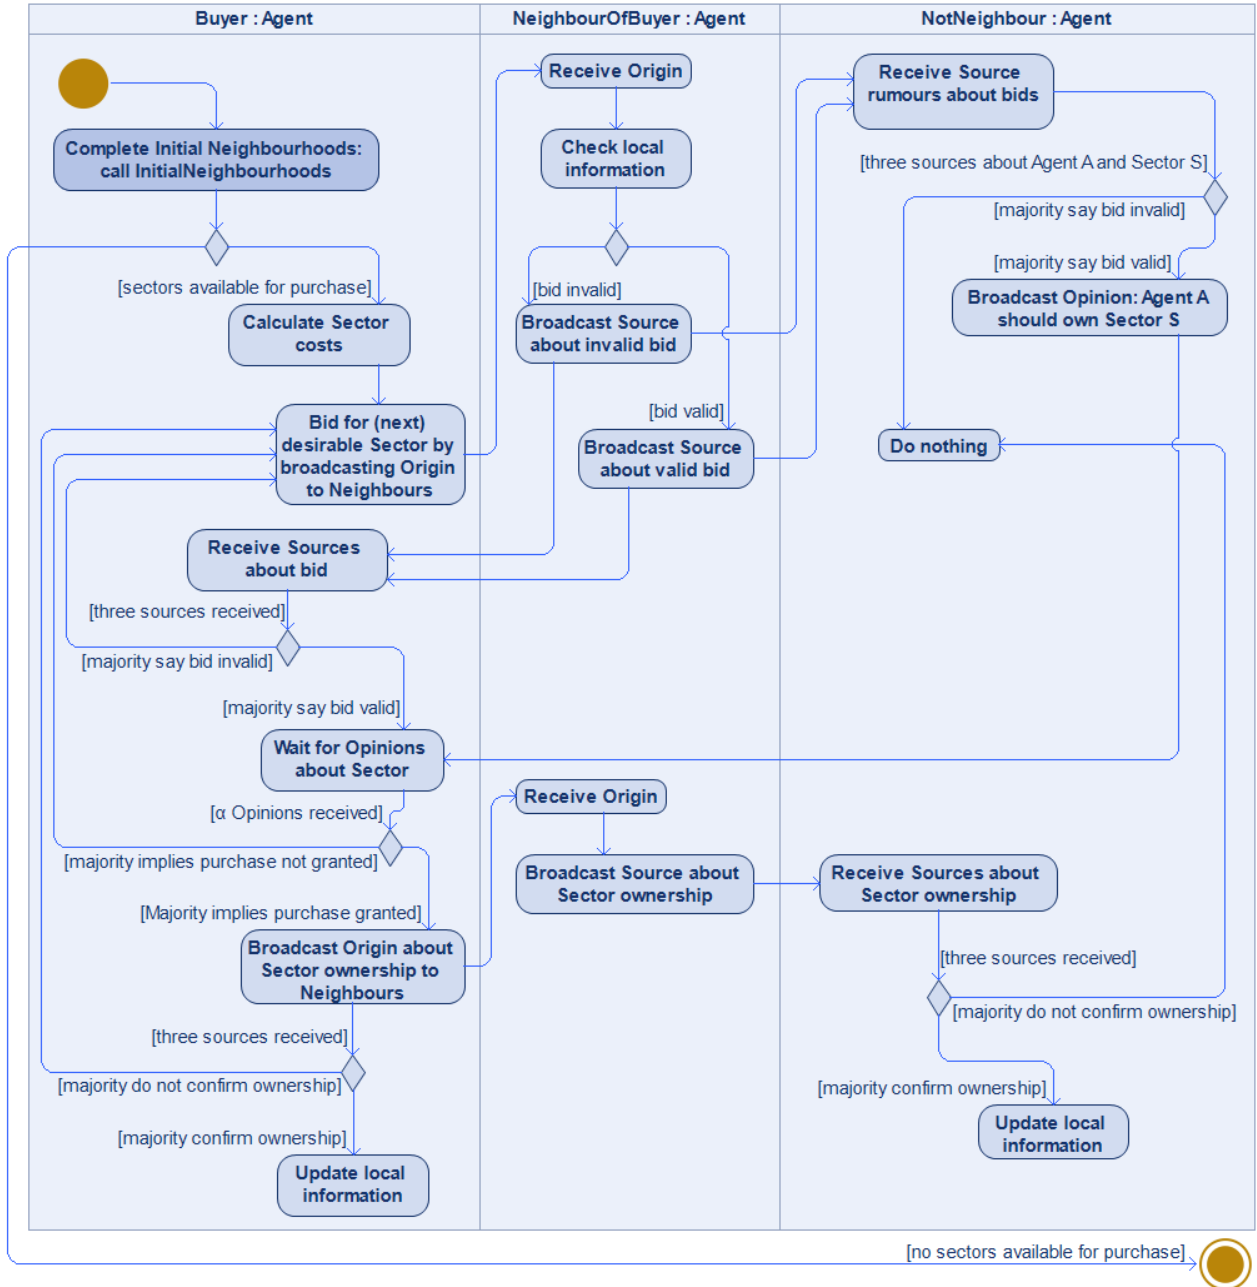 Buyer : Agent
NeighbourOfBuyer : Agent
NotNeighbour : Agent
Complete Initial Neighbourhoods:
call InitialNeighbourhoods
[sectors available for purchase]
Calculate Sector
costs
Bid for (next)
desirable Sector by
broadcasting Origin
to Neighbours
Receive Sources
about bid
[three sources received]
[majority say bid invalid]
[majority say bid valid]
Wait for Opinions
about Sector
[α Opinions received]
[majority implies purchase not granted]
[Majority implies purchase granted]
Broadcast Origin about
Sector ownership to
Neighbours
[three sources received]
[majority do not confirm ownership]
[majority confirm ownership]
Update local
information
Receive Origin
Check local
information
[bid invalid]
Broadcast Source
about invalid bid
[bid valid]
Broadcast Source
about valid bid
Receive Origin
Broadcast Source about
Sector ownership
Receive Source
rumours about bids
[three sources about Agent A and Sector S]
[majority say bid invalid]
[majority say bid valid]
Broadcast Opinion: Agent A
should own Sector S
Do nothing
Receive Sources about
Sector ownership
[three sources received]
[majority do not confirm ownership]
[majority confirm ownership]
Update local
information
[no sectors available for purchase]